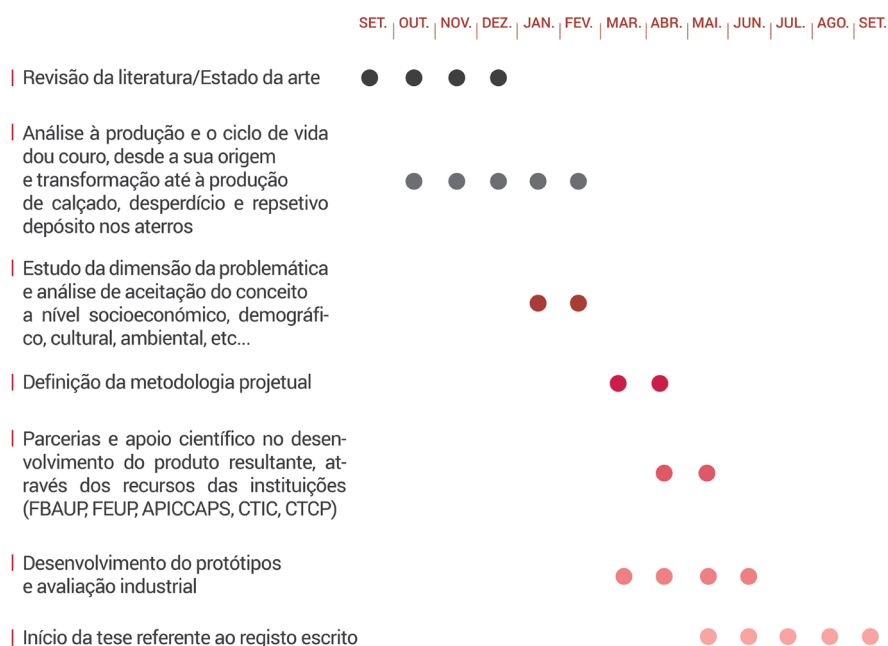 SET. OUT. NOV. DEZ. JAN. FEV. MAR. ABR. MAI. JUN. JUL. AGO. SET.
Revisão da literatura/Estado da arte
Análise à produção e o ciclo de vida
dou couro, desde a sua origem
e transformação até à produção
de calçado, desperdício e repsetivo
depósito nos aterros
Estudo da dimensão da problemática
e análise de aceitação do conceito
a nível socioeconómico, demográfi-
co, cultural, ambiental, etc...
Definição da metodologia projetual
Parcerias e apoio científico no desen-
volvimento do produto resultante, at-
ravés dos recursos das instituições
(FBAUP, FEUP, APICCAPS, CTIC, CTCP)
Desenvolvimento do protótipos
e avaliação industrial
Início da tese referente ao registo escrito